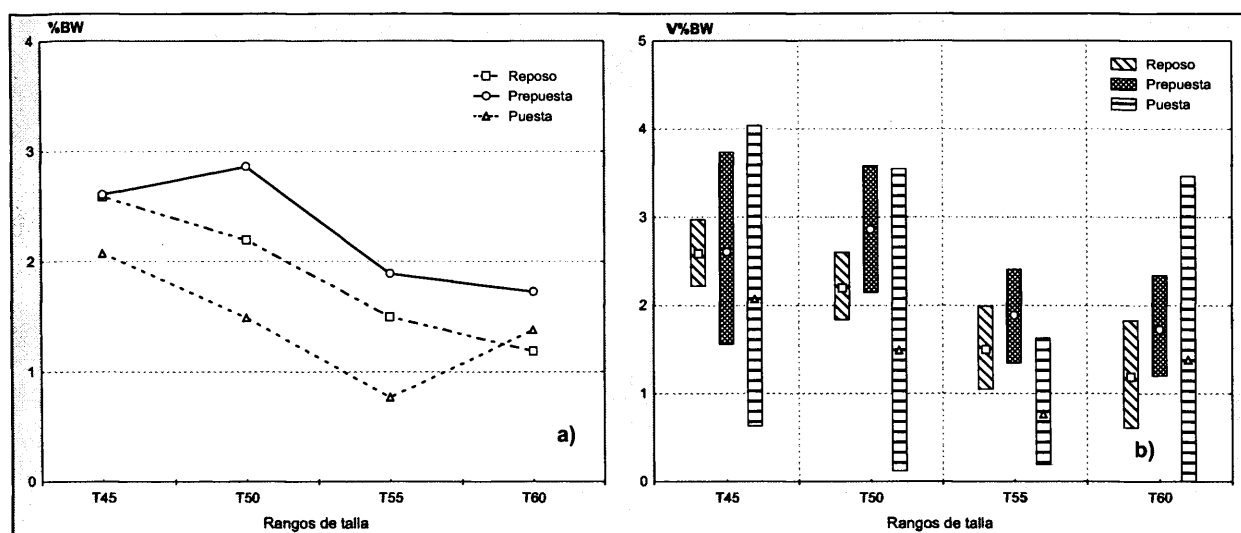 %BW
4
3
2
1
0
Reposo
Prepuesta
Puesta
a)
T45 T50 T55 T60
Rangos de talla
V%BW
5
4
3
2
1
0
Reposo
Prepuesta
Puesta
b)
T45 T50 T55 T60
Rangos de talla